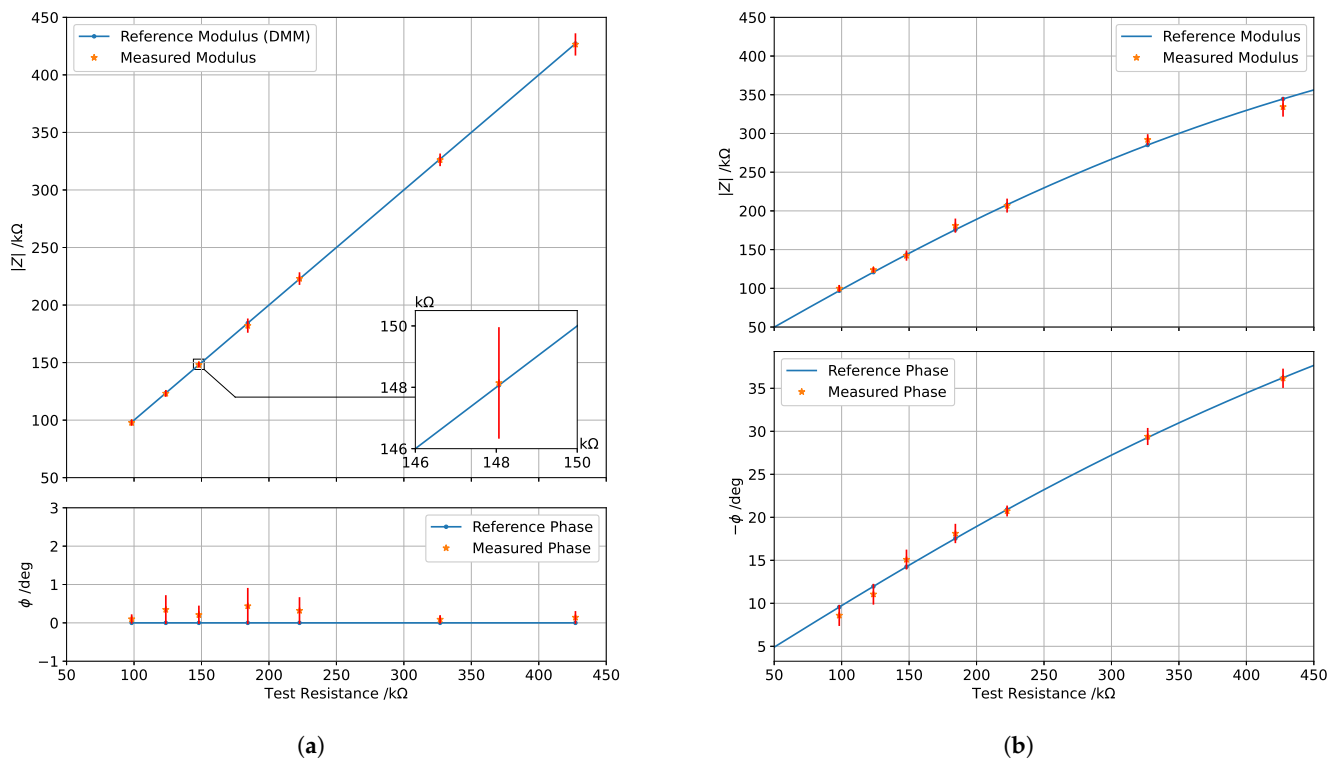 450
400
350
300
250
200
150
100
50
|Z| /kΩ
Reference Modulus (DMM)
Measured Modulus
kΩ
150
148
146
146
148
150
kΩ
3
2
1
0
−1
ϕ /deg
Reference Phase
Measured Phase
50 100 150 200 250 300 350 400 450
Test Resistance /kΩ
(a)
450
400
350
300
250
200
150
100
50
|Z| /kΩ
Reference Modulus
Measured Modulus
35
30
25
20
15
10
5
−ϕ /deg
Reference Phase
Measured Phase
50 100 150 200 250 300 350 400 450
Test Resistance /kΩ
(b)